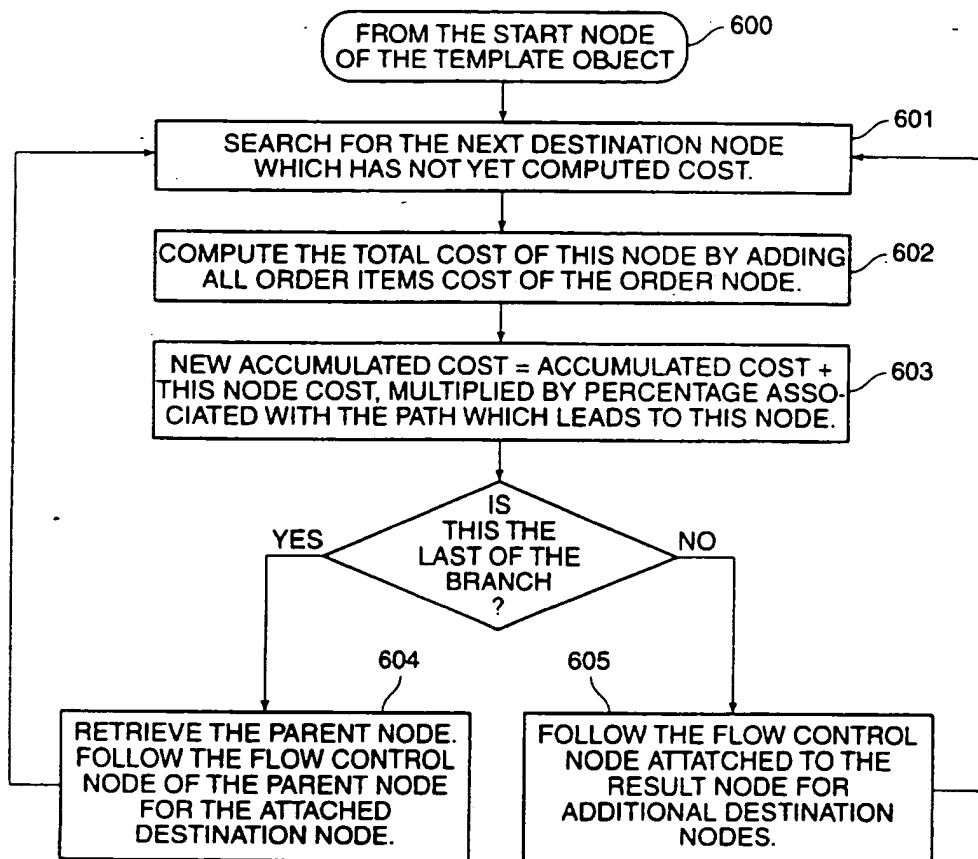 FROM THE START NODE
OF THE TEMPLATE OBJECT
600
SEARCH FOR THE NEXT DESTINATION NODE
WHICH HAS NOT YET COMPUTED COST.
601
COMPUTE THE TOTAL COST OF THIS NODE BY ADDING
ALL ORDER ITEMS COST OF THE ORDER NODE.
602
NEW ACCUMULATED COST = ACCUMULATED COST +
THIS NODE COST, MULTIPLIED BY PERCENTAGE ASSO-
CIATED WITH THE PATH WHICH LEADS TO THIS NODE.
603
IS
THIS THE
LAST OF THE
BRANCH
?
YES
NO
604
RETRIEVE THE PARENT NODE.
FOLLOW THE FLOW CONTROL
NODE OF THE PARENT NODE
FOR THE ATTACHED
DESTINATION NODE.
605
FOLLOW THE FLOW CONTROL
NODE ATTATCHED TO THE
RESULT NODE FOR
ADDITIONAL DESTINATION
NODES.